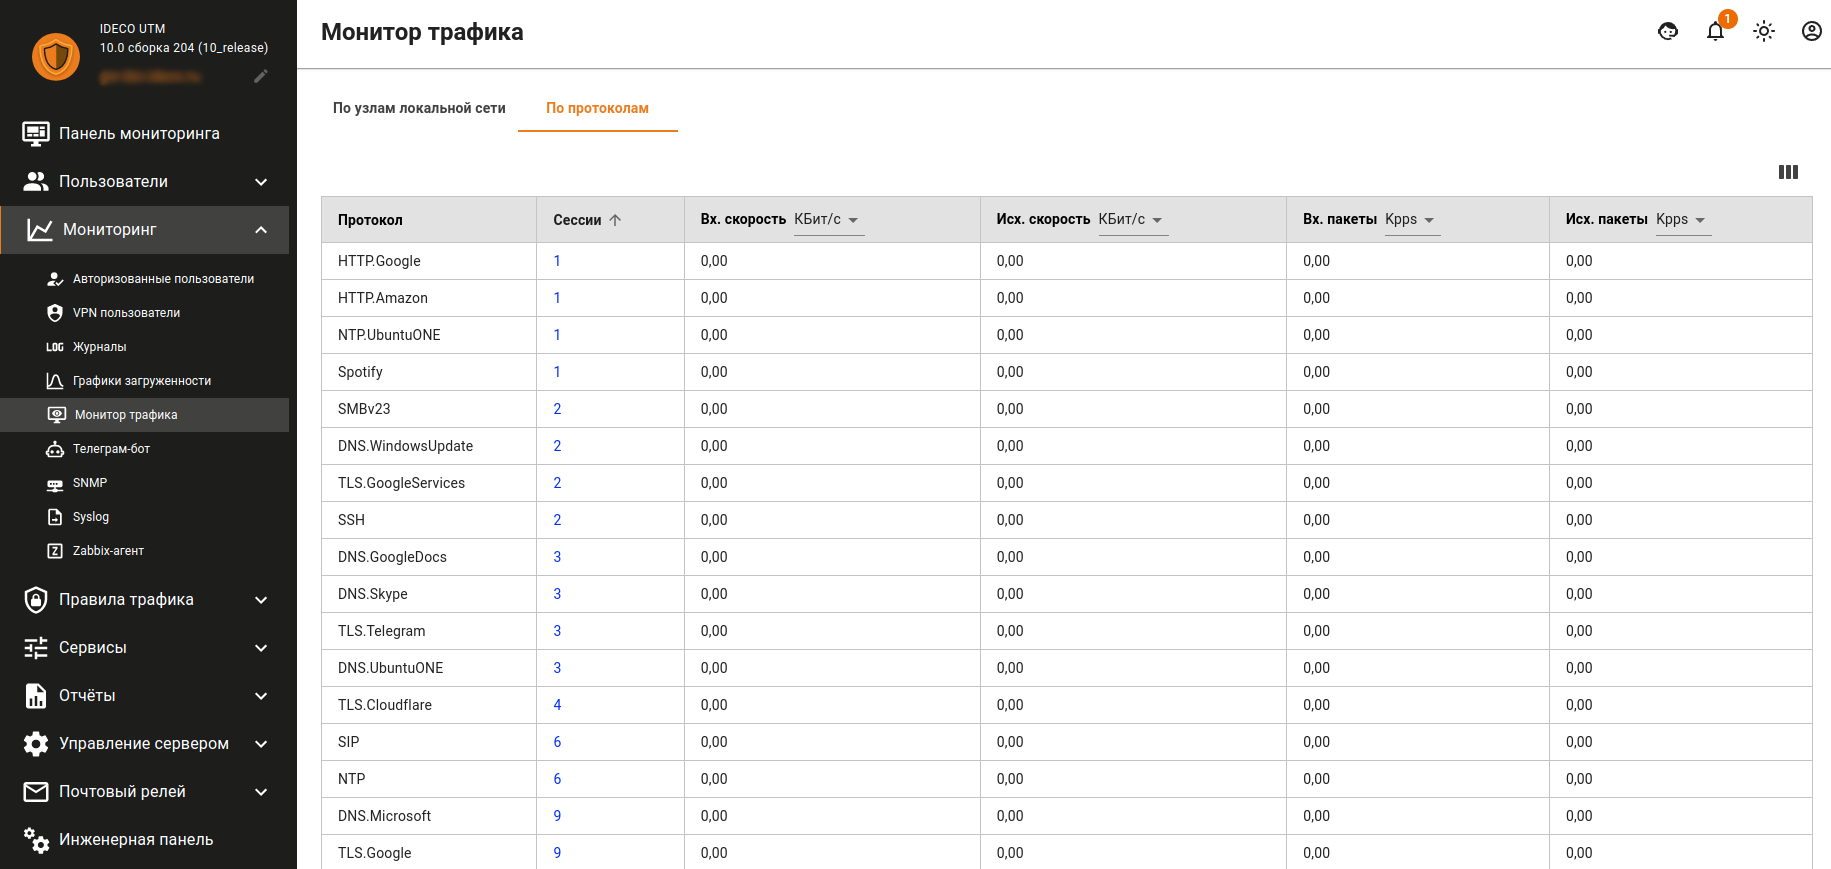 IDECO UTM
10.0 сборка 204 (10_release)
Панель мониторинга
Пользователи
Мониторинг
Авторизованные пользователи
VPN пользователи
LOG Журналы
Графики загруженности
Монитор трафика
Телеграм-бот
SNMP
Syslog
Z Zabbix-агент
Правила трафика
Сервисы
Отчёты
Управление сервером
Почтовый релей
Инженерная панель
Монитор трафика
1
По узлам локальной сети По протоколам
Протокол Сессии Вх. скорость КБит/с Исх. скорость КБит/с Вх. пакеты Kpps Исх. пакеты Kpps
HTTP.Google 1 0,00 0,00 0,00 0,00
HTTP.Amazon 1 0,00 0,00 0,00 0,00
NTP.UbuntuONE 1 0,00 0,00 0,00 0,00
Spotify 1 0,00 0,00 0,00 0,00
SMBv23 2 0,00 0,00 0,00 0,00
DNS.WindowsUpdate 2 0,00 0,00 0,00 0,00
TLS.GoogleServices 2 0,00 0,00 0,00 0,00
SSH 2 0,00 0,00 0,00 0,00
DNS.GoogleDocs 3 0,00 0,00 0,00 0,00
DNS.Skype 3 0,00 0,00 0,00 0,00
TLS.Telegram 3 0,00 0,00 0,00 0,00
DNS.UbuntuONE 3 0,00 0,00 0,00 0,00
TLS.Cloudflare 4 0,00 0,00 0,00 0,00
SIP 6 0,00 0,00 0,00 0,00
NTP 6 0,00 0,00 0,00 0,00
DNS.Microsoft 9 0,00 0,00 0,00 0,00
TLS.Google 9 0,00 0,00 0,00 0,00